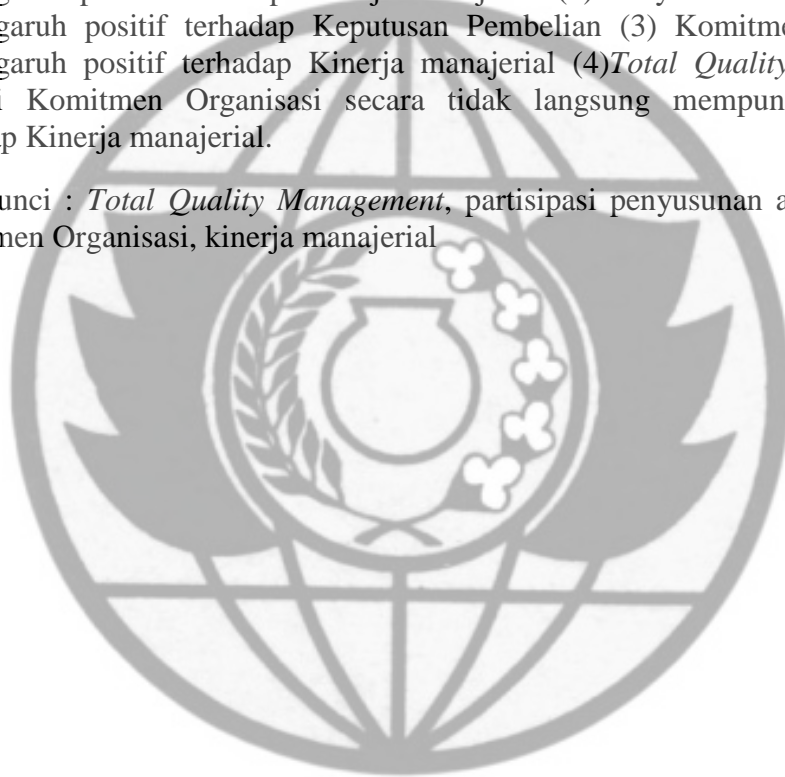 garuh positif terhadap Keputusan Pembelian (3) Komitme
garuh positif terhadap Kinerja manajerial (4)Total Quality
i Komitmen Organisasi secara tidak langsung mempun
p Kinerja manajerial.
unci : Total Quality Management, partisipasi penyusunan a
men Organisasi, kinerja manajerial